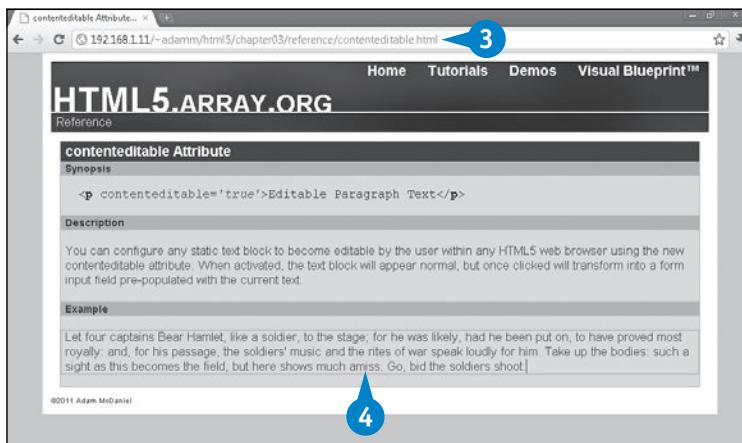 contenteditable Attribute...
192.168.1.11/~adamm/html5/chapter03/reference/contenteditable.html
3
Home Tutorials Demos Visual Blueprint™
HTML5.ARRAY.ORG
Reference
contenteditable Attribute
Synopsis
<p contenteditable='true'>Editable Paragraph Text</p>
Description
You can configure any static text block to become editable by the user within any HTML5 web browser using the new
contenteditable attribute. When activated, the text block will appear normal, but once clicked will transform into a form
input field pre-populated with the current text.
Example
Let four captains Bear Hamlet, like a soldier, to the stage; for he was likely, had he been put on, to have proved most
royally: and, for his passage, the soldiers' music and the rites of war speak loudly for him. Take up the bodies: such a
sight as this becomes the field, but here shows much amiss. Go, bid the soldiers shoot.
4
©2011 Adam McDaniel